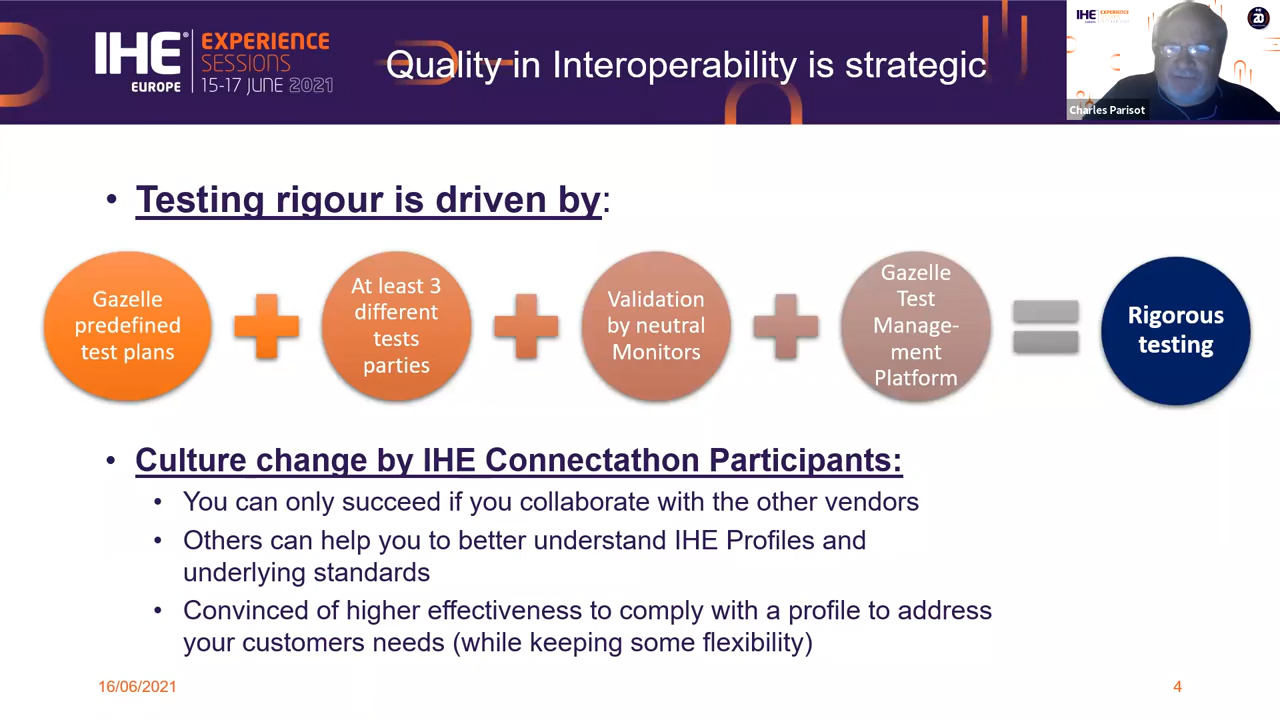 IHE® EXPERIENCE
SESSIONS
EUROPE 15-17 JUNE 2021
Quality in Interoperability is strategic
IHE EXPERIENCE
IHE
20
Charles Parisot
• Testing rigour is driven by:
Gazelle
predefined
test plans
At least 3
different
tests
parties
Validation
by neutral
Monitors
Gazelle
Test
Manage-
ment
Platform
Rigorous
testing
• Culture change by IHE Connectathon Participants:
• You can only succeed if you collaborate with the other vendors
• Others can help you to better understand IHE Profiles and
underlying standards
• Convinced of higher effectiveness to comply with a profile to address
your customers needs (while keeping some flexibility)
16/06/2021
4